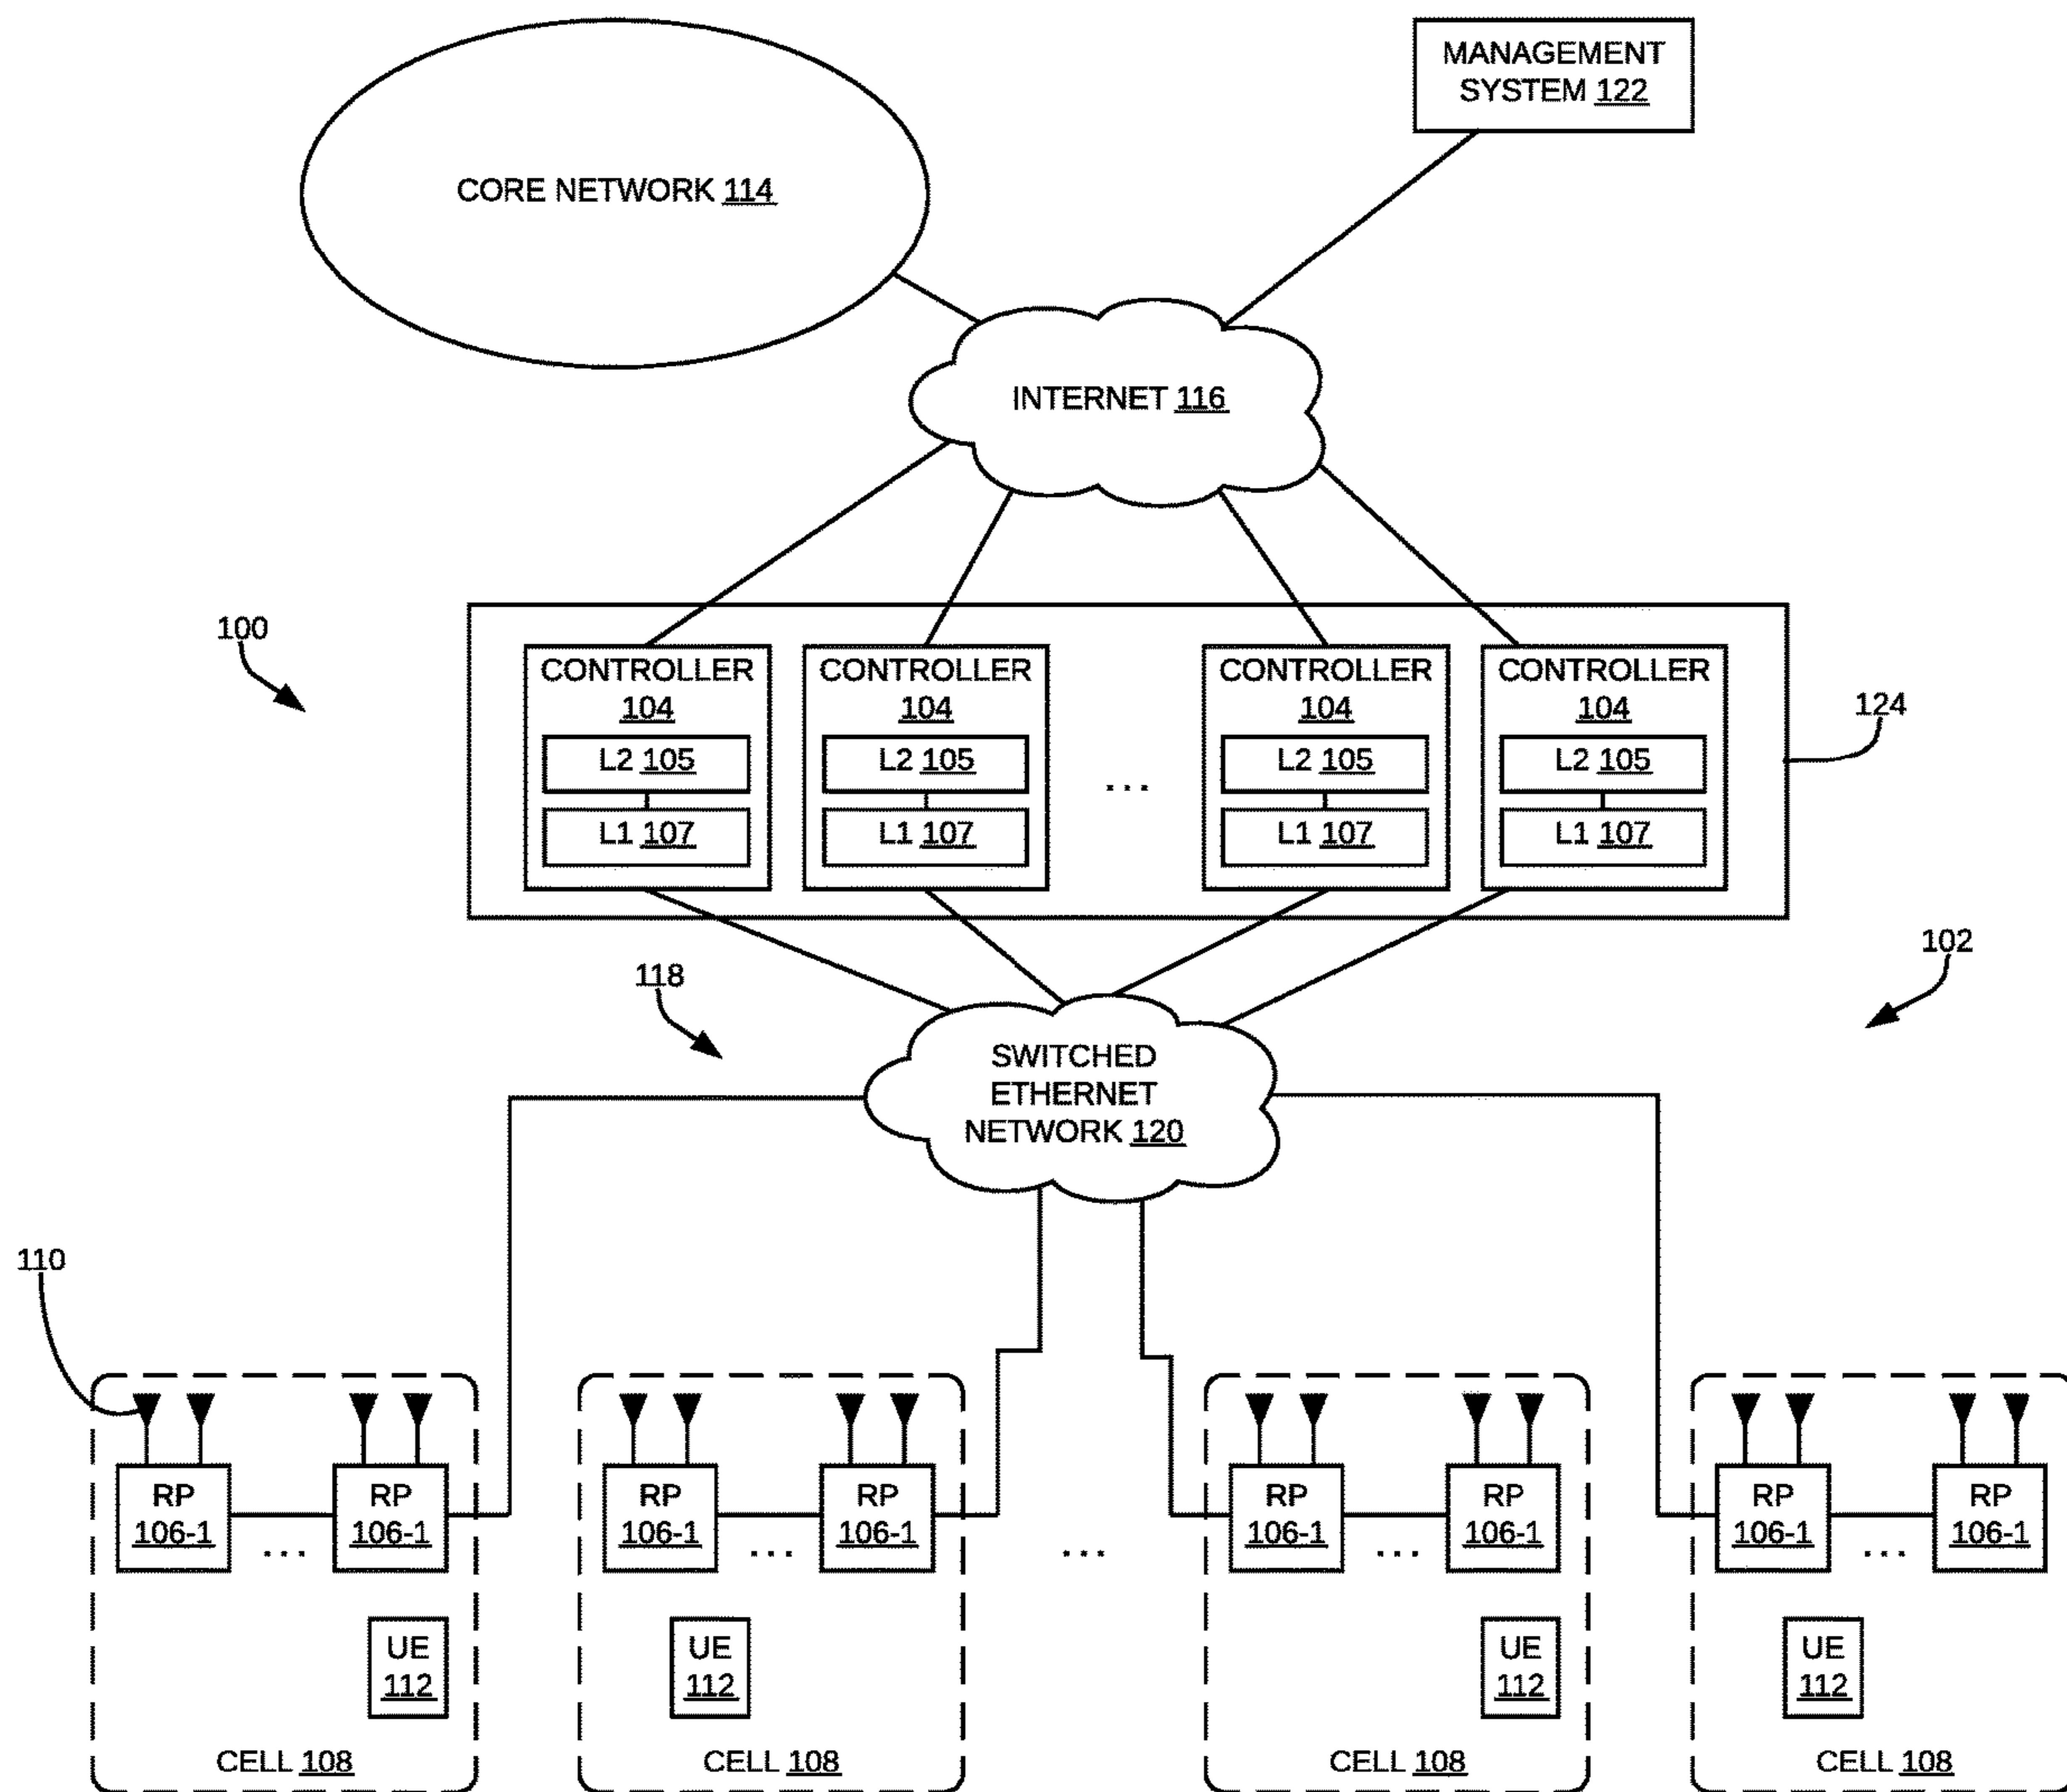 MANAGEMENT
SYSTEM 122
CORE NETWORK 114
INTERNET 116
100
CONTROLLER
104
L2 105
L1 107
CONTROLLER
104
L2 105
L1 107
...
CONTROLLER
104
L2 105
L1 107
CONTROLLER
104
L2 105
L1 107
124
102
118
SWITCHED
ETHERNET
NETWORK 120
110
RP
106-1
...
RP
106-1
UE
112
CELL 108
RP
106-1
...
RP
106-1
UE
112
CELL 108
...
RP
106-1
...
RP
106-1
UE
112
CELL 108
RP
106-1
...
RP
106-1
UE
112
CELL 108